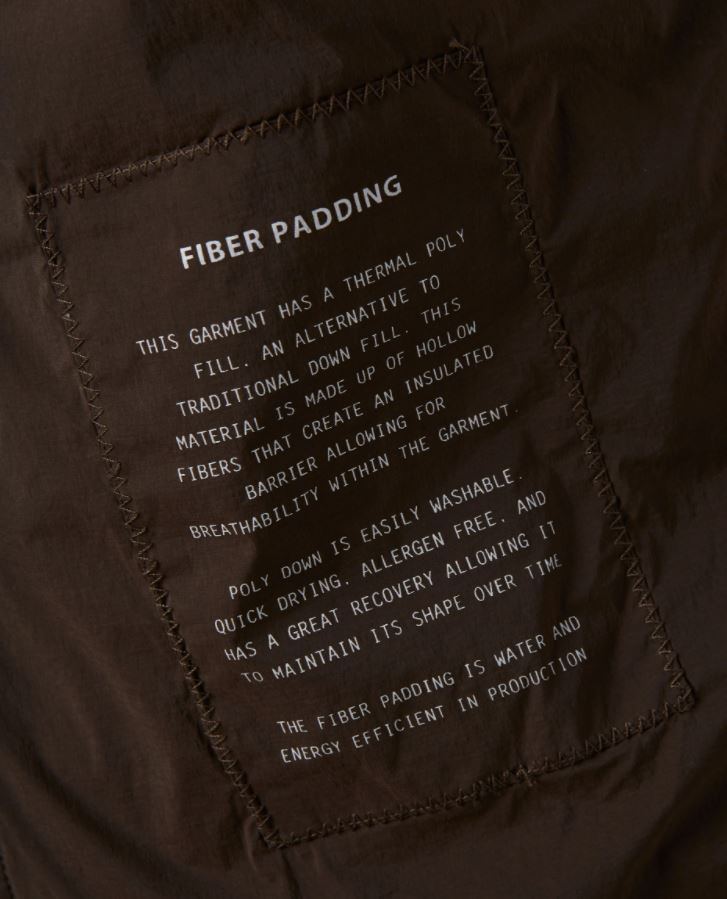 FIBER PADDING
THIS GARMENT HAS A THERMAL POLY
FILL. AN ALTERNATIVE TO
TRADITIONAL DOWN FILL. THIS
MATERIAL IS MADE UP OF HOLLOW
FIBERS THAT CREATE AN INSULATED
BARRIER ALLOWING FOR
BREATHABILITY WITHIN THE GARMENT.
POLY DOWN IS EASILY WASHABLE.
QUICK DRYING. ALLERGEN FREE. AND
HAS A GREAT RECOVERY ALLOWING IT
TO MAINTAIN ITS SHAPE OVER TIME
THE FIBER PADDING IS WATER AND
ENERGY EFFICIENT IN PRODUCTION